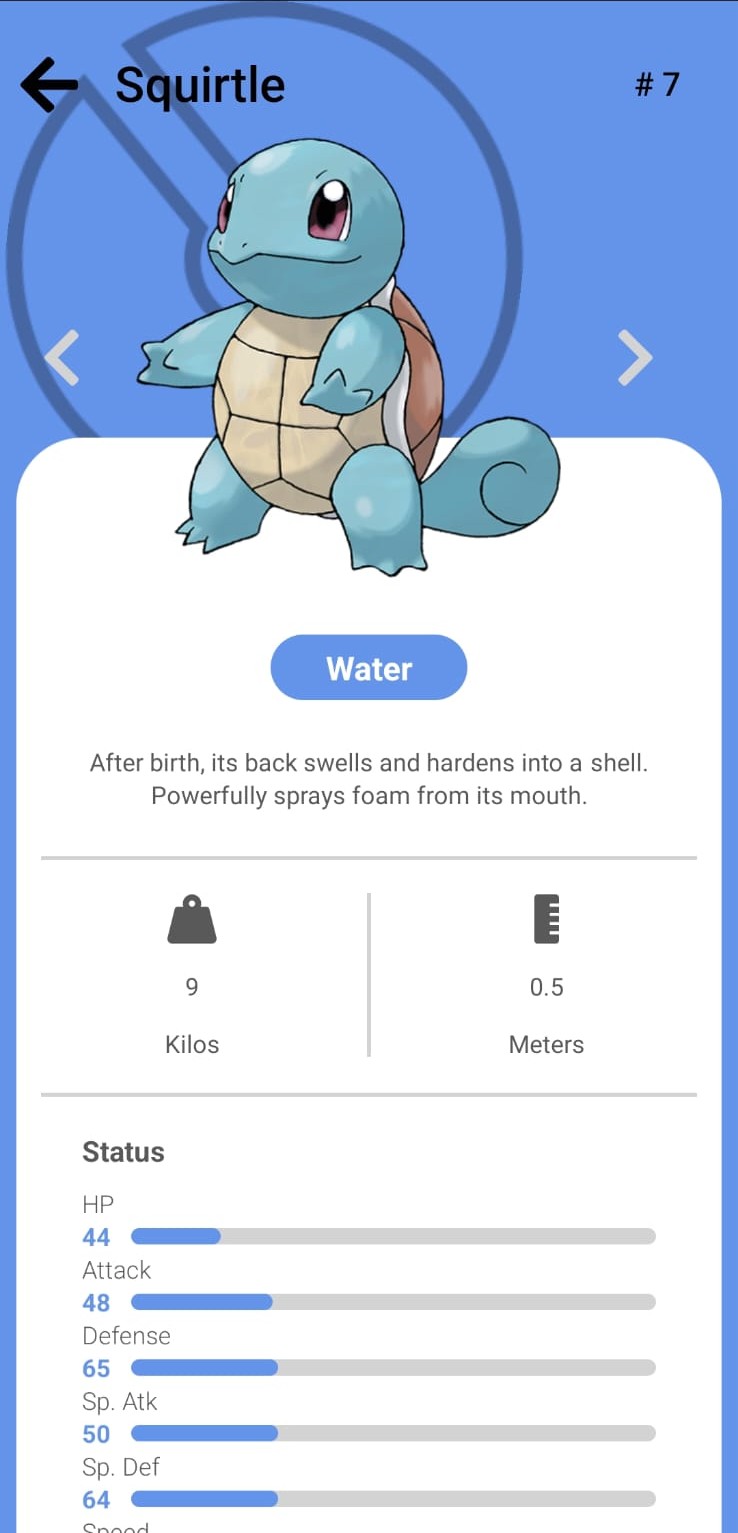 Squirtle
# 7
Water
After birth, its back swells and hardens into a shell.
Powerfully sprays foam from its mouth.
9
0.5
Kilos
Meters
Status
HP
44
Attack
48
Defense
65
Sp. Atk
50
Sp. Def
64
Speed